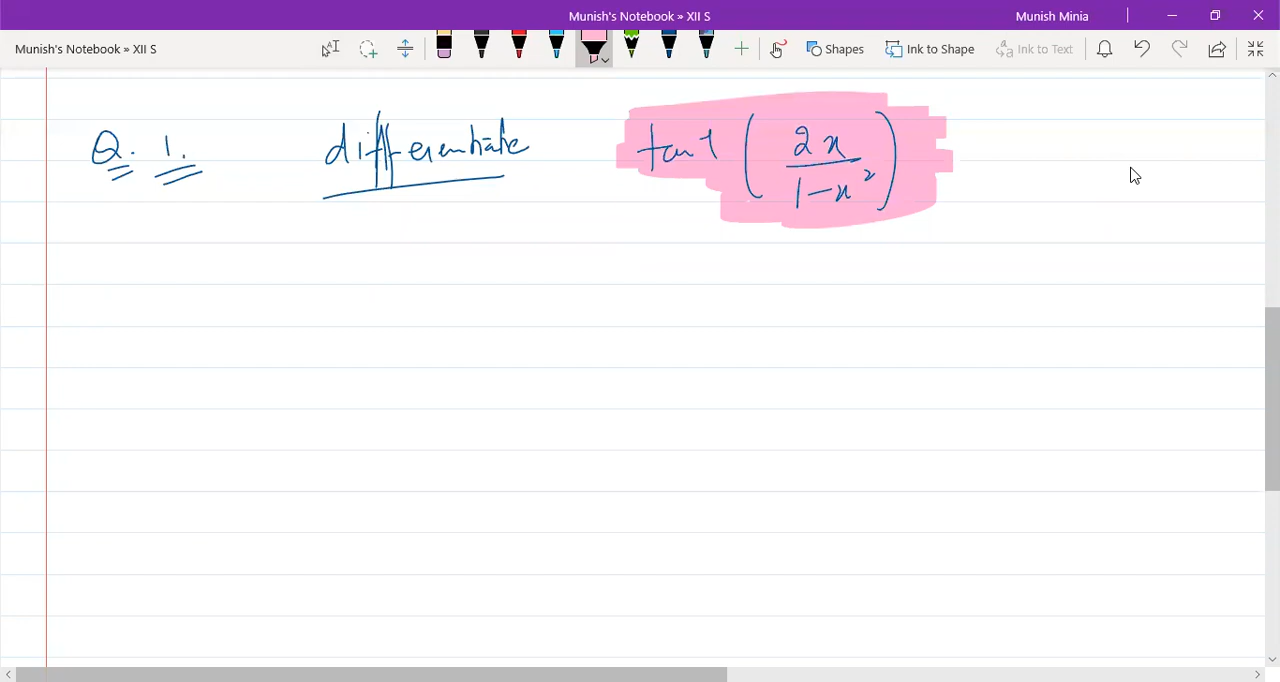 Munish's Notebook » XII S
Munish Minia
Munish's Notebook » XII S
Shapes
Ink to Shape
Ink to Text
Q. 1. differentiate tan-1 (2x / 1-x²)